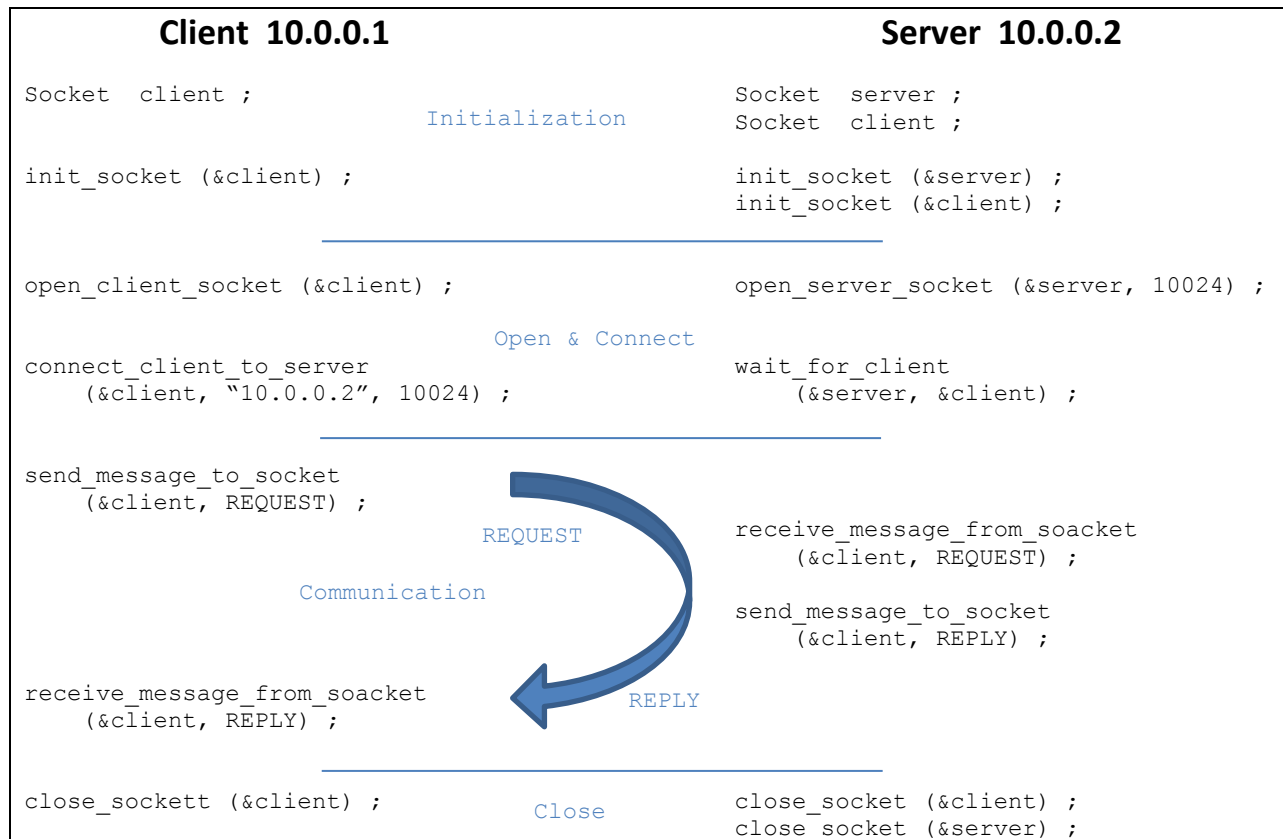 Client 10.0.0.1
Server 10.0.0.2
Socket client ;
Initialization
Socket server ;
Socket client ;
init_socket (&client) ;
init_socket (&server) ;
init_socket (&client) ;
open_client_socket (&client) ;
open_server_socket (&server, 10024) ;
Open & Connect
connect_client_to_server
(&client, “10.0.0.2”, 10024) ;
wait_for_client
(&server, &client) ;
send_message_to_socket
(&client, REQUEST) ;
REQUEST
receive_message_from_soacket
(&client, REQUEST) ;
Communication
send_message_to_socket
(&client, REPLY) ;
receive_message_from_soacket
(&client, REPLY) ;
REPLY
close_sockett (&client) ;
Close
close_socket (&client) ;
close_socket (&server) ;